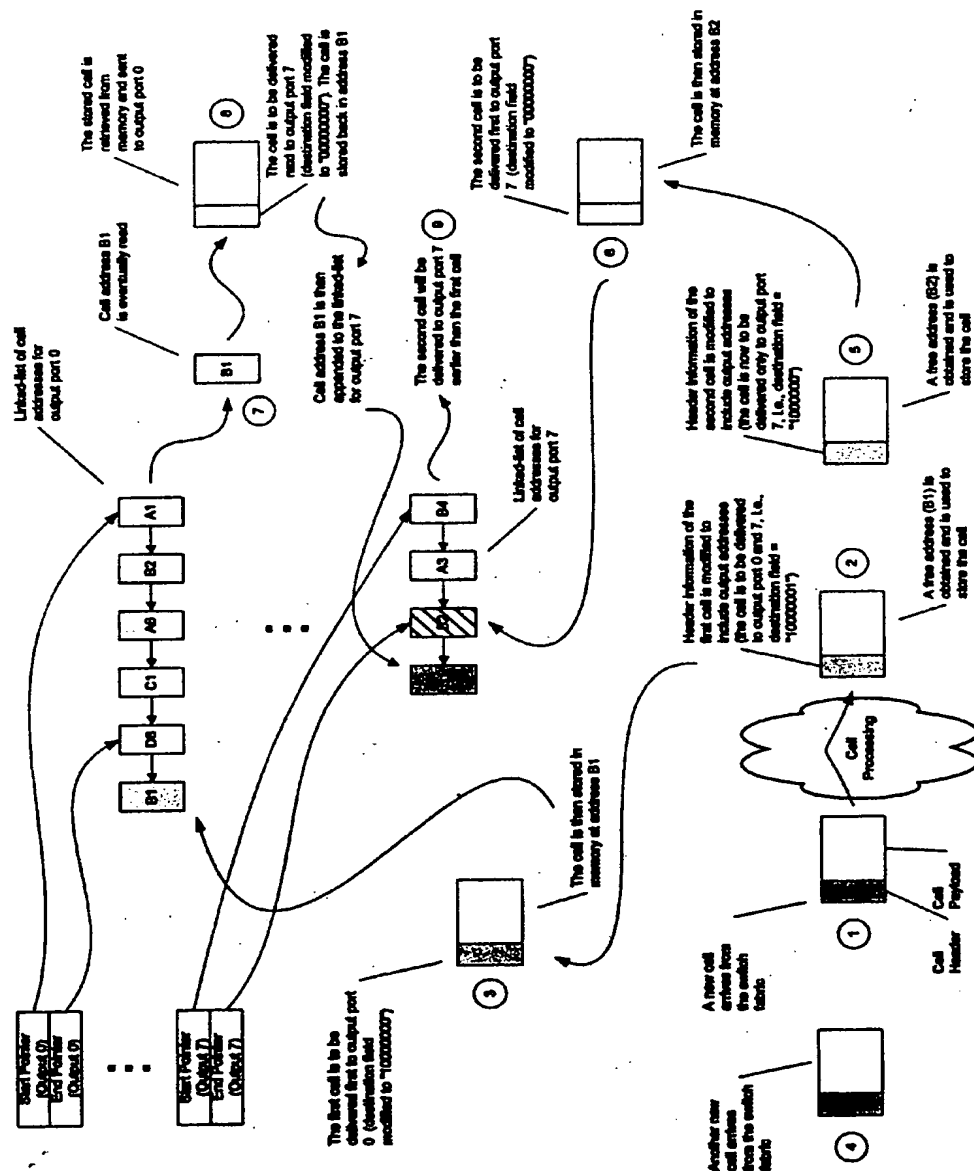 Start Pointer
(Output 0)
End Pointer
(Output 0)
Start Pointer
(Output 7)
End Pointer
(Output 7)
Linked-list of cell
addresses for
output port 0
B1
D8
C1
A6
B2
A1
Cell address B1
is eventually read
B1
7
The stored cell is
retrieved from
memory and sent
to output port 0
8
The cell is to be delivered
next to output port 7
(destination field modified
to "00000000"). The cell is
stored back in address B1
Cell address B1 is then
appended to the linked-list
for output port 7
The second cell will be
delivered to output port 7
earlier than the first cell
9
A3
B4
Linked-list of cell
addresses for
output port 7
The first cell is to be
delivered first to output port
0 (destination field
modified to "10000000")
3
The cell is then stored in
memory at address B1
The second cell is to be
delivered first to output port
7 (destination field
modified to "00000000")
6
The cell is then stored in
memory at address B2
Another new
cell arrives
from the switch
fabric
4
A new cell
arrives from
the switch
fabric
1
Cell
Header
Cell
Payload
Cell
Processing
Header information of the
first cell is modified to
include output addresses
(the cell is to be delivered
to output port 0 and 7, i.e.,
destination field =
"10000001")
2
A free address (B1) is
obtained and is used to
store the cell
Header information of the
second cell is modified to
include output addresses
(the cell is now to be
delivered only to output port
7, i.e., destination field =
"1000000")
5
A free address (B2) is
obtained and is used to
store the cell